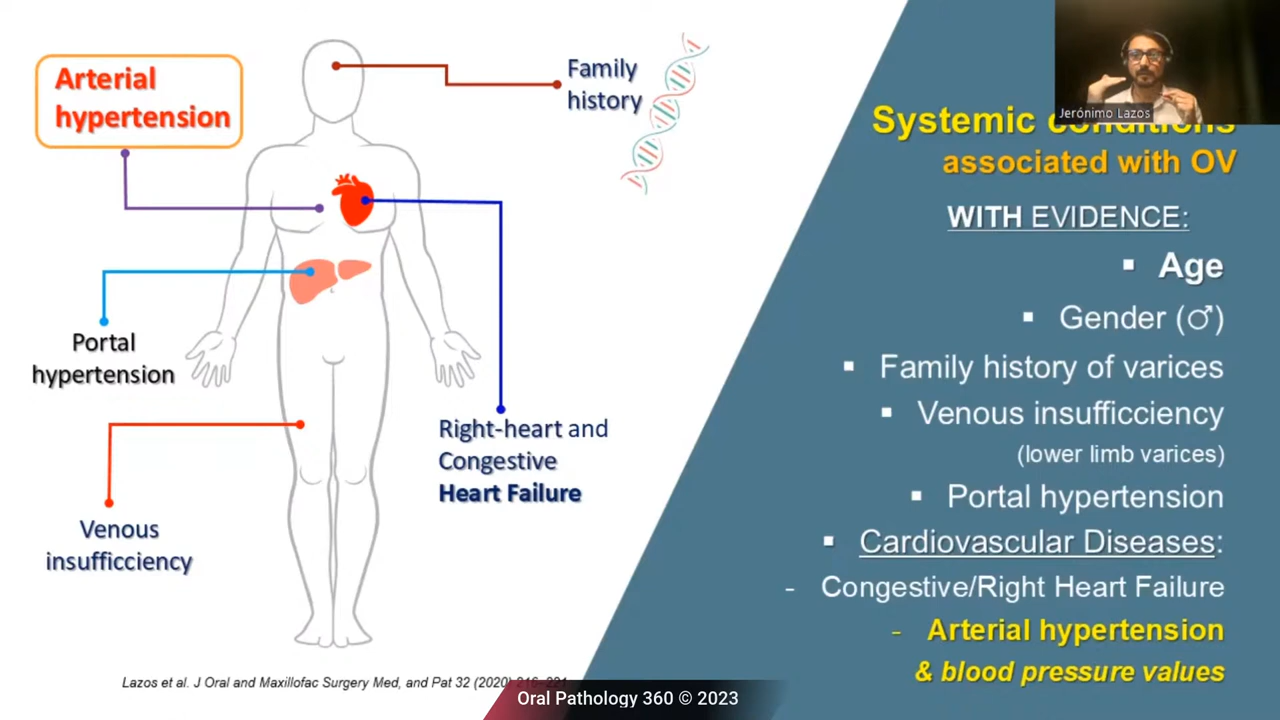 Arterial
hypertension
Family
history
Portal
hypertension
Right-heart and
Congestive
Heart Failure
Venous
insufficciency
Lazos et al. J Oral and Maxillofac Surgery Med, and Pat 32 (2020) 216–221
Jerónimo Lazos
Systemic conditions
associated with OV
WITH EVIDENCE:
▪ Age
▪ Gender (♂)
▪ Family history of varices
▪ Venous insufficciency
(lower limb varices)
▪ Portal hypertension
▪ Cardiovascular Diseases:
- Congestive/Right Heart Failure
- Arterial hypertension
& blood pressure values
Oral Pathology 360 © 2023